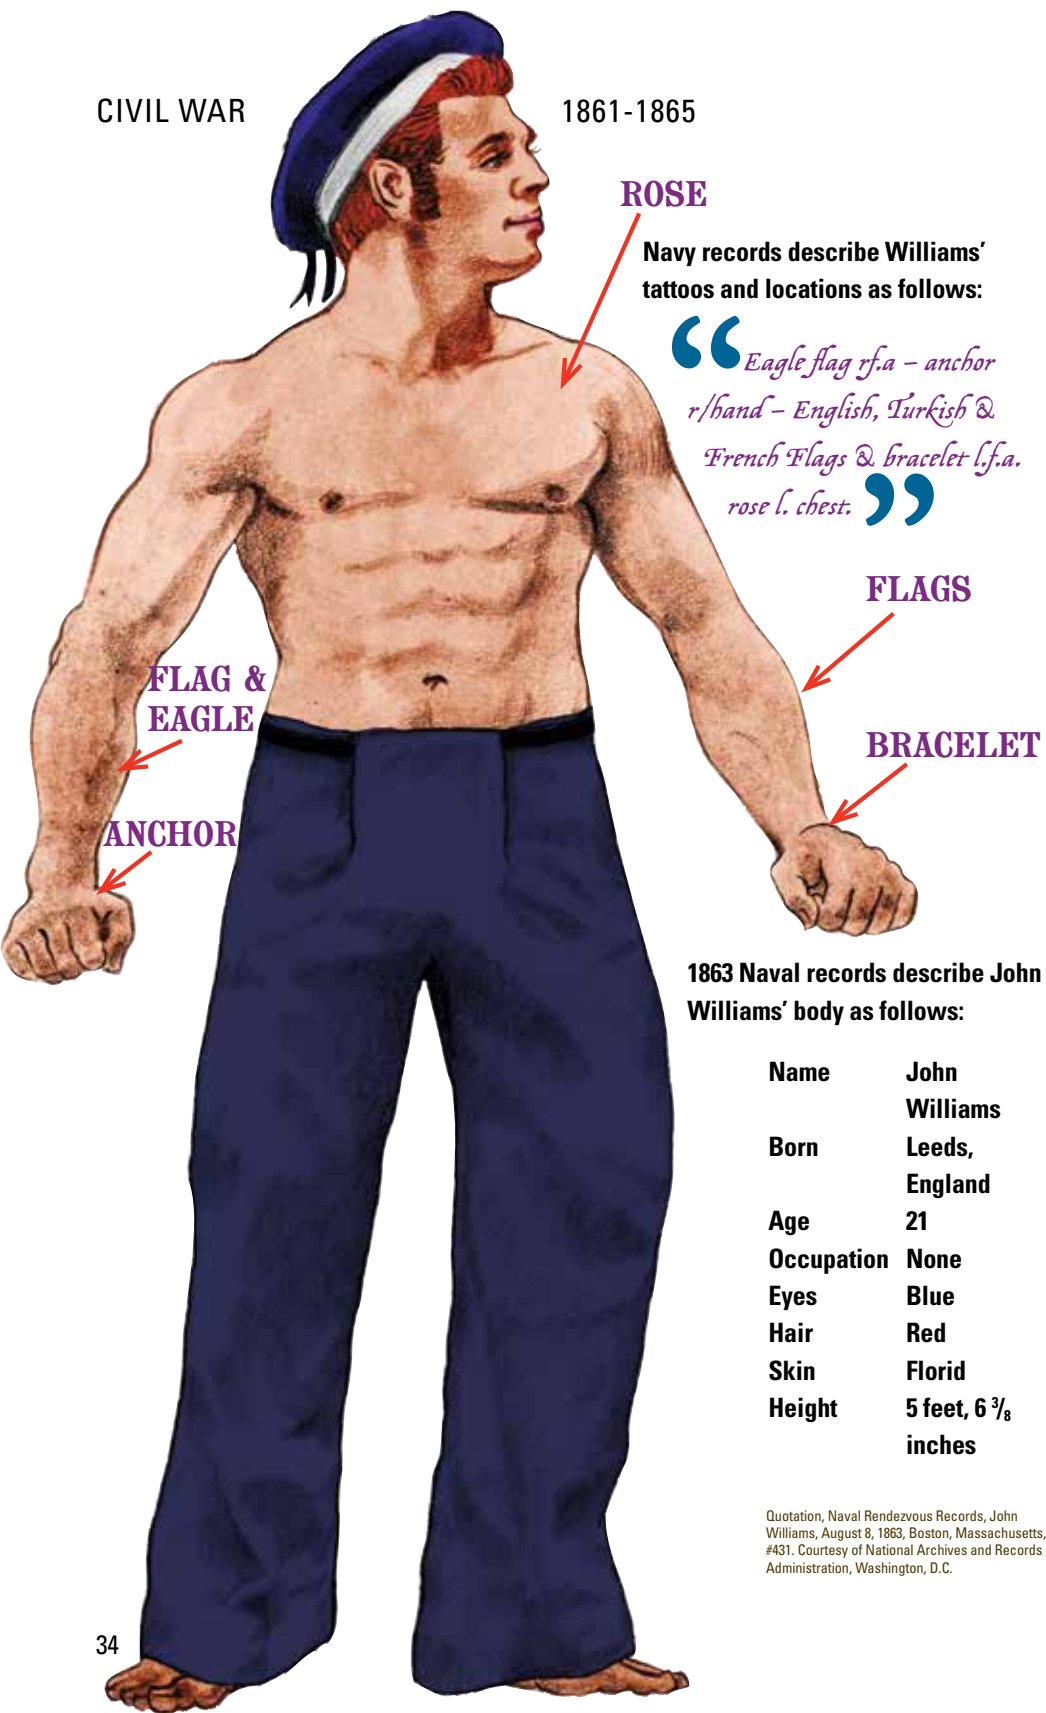 CIVIL WAR 1861-1865
ROSE
Navy records describe Williams’
tattoos and locations as follows:
“Eagle flag rf.a – anchor
r/hand – English, Turkish &
French Flags & bracelet l.f.a.
rose l. chest.”
FLAGS
FLAG &
EAGLE
BRACELET
ANCHOR
1863 Naval records describe John
Williams’ body as follows:
Name John
Williams
Born Leeds,
England
Age 21
Occupation None
Eyes Blue
Hair Red
Skin Florid
Height 5 feet, 6 3/8
inches
Quotation, Naval Rendezvous Records, John
Williams, August 8, 1863, Boston, Massachusetts,
#431. Courtesy of National Archives and Records
Administration, Washington, D.C.
34